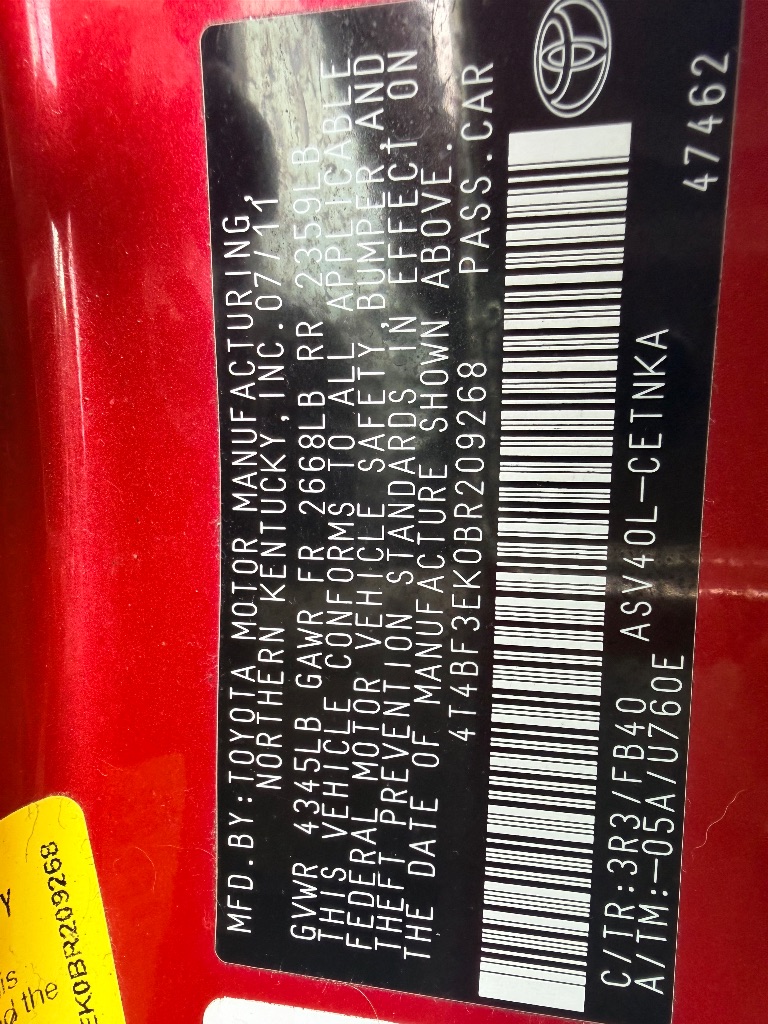 MFD.BY:TOYOTA MOTOR MANUFACTURING,
NORTHERN KENTUCKY,INC.07/11
GVWR 4345LB GAWR FR 2668LB RR 2359LB
THIS VEHICLE CONFORMS TO ALL APPLICABLE
FEDERAL MOTOR VEHICLE SAFETY, BUMPER,AND
THEFT PREVENTION STANDARDS IN EFFECT ON
THE DATE OF MANUFACTURE SHOWN ABOVE.
4T4BF3EK0BR209268 PASS.CAR
C/TR:3R3/FB40 ASV40L-CETNKA
A/TM:-05A/U760E 47462
Y
is
the
EK0BR209268